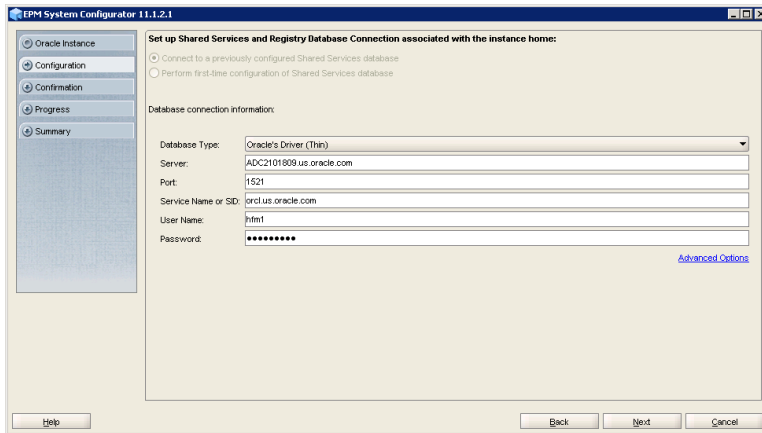 EPM System Configurator 11.1.2.1
Oracle Instance
Configuration
Confirmation
Progress
Summary
Set up Shared Services and Registry Database Connection associated with the instance home:
Connect to a previously configured Shared Services database
Perform first-time configuration of Shared Services database
Database connection information:
Database Type: Oracle's Driver (Thin)
Server: ADC2101809.us.oracle.com
Port: 1521
Service Name or SID: orcl.us.oracle.com
User Name: hfm1
Password: ●●●●●●●●●
Advanced Options
Help Back Next Cancel